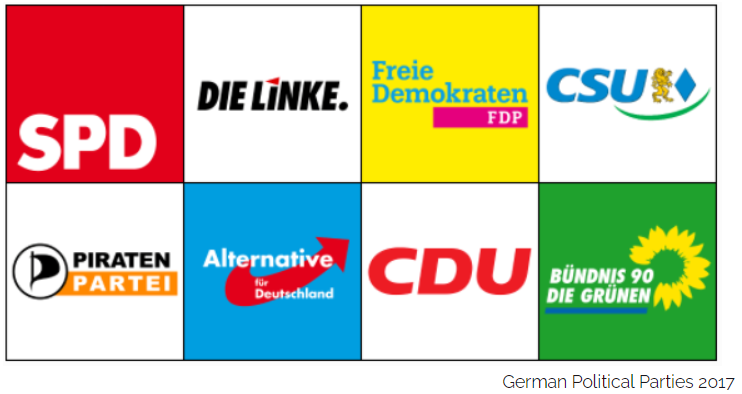 SPD
DIE LINKE.
Freie
Demokraten
FDP
CSU
PIRATEN
PARTEI
Alternative
für
Deutschland
CDU
BÜNDNIS 90
DIE GRÜNEN
German Political Parties 2017